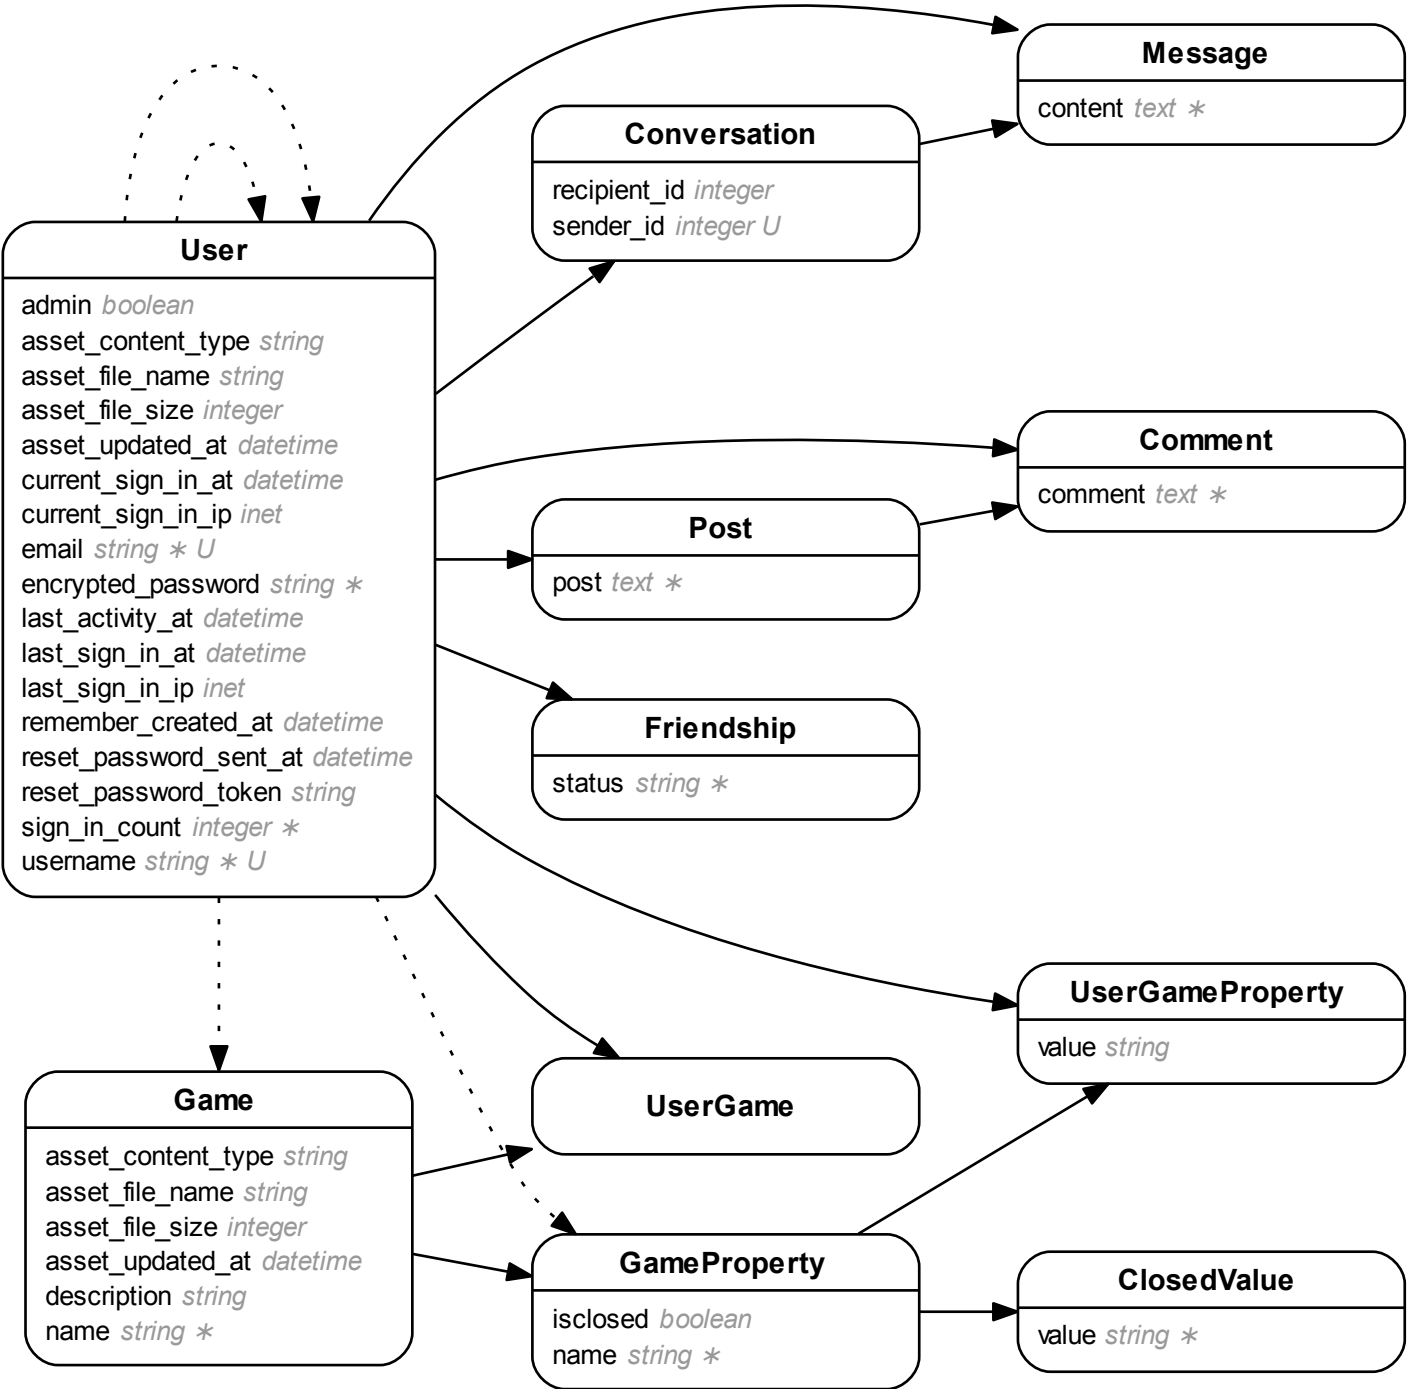 Message
content text ∗
Conversation
recipient_id integer
sender_id integer U
User
admin boolean
asset_content_type string
asset_file_name string
asset_file_size integer
asset_updated_at datetime
current_sign_in_at datetime
current_sign_in_ip inet
email string ∗ U
encrypted_password string ∗
last_activity_at datetime
last_sign_in_at datetime
last_sign_in_ip inet
remember_created_at datetime
reset_password_sent_at datetime
reset_password_token string
sign_in_count integer ∗
username string ∗ U
Comment
comment text ∗
Post
post text ∗
Friendship
status string ∗
UserGameProperty
value string
UserGame
Game
asset_content_type string
asset_file_name string
asset_file_size integer
asset_updated_at datetime
description string
name string ∗
GameProperty
isclosed boolean
name string ∗
ClosedValue
value string ∗